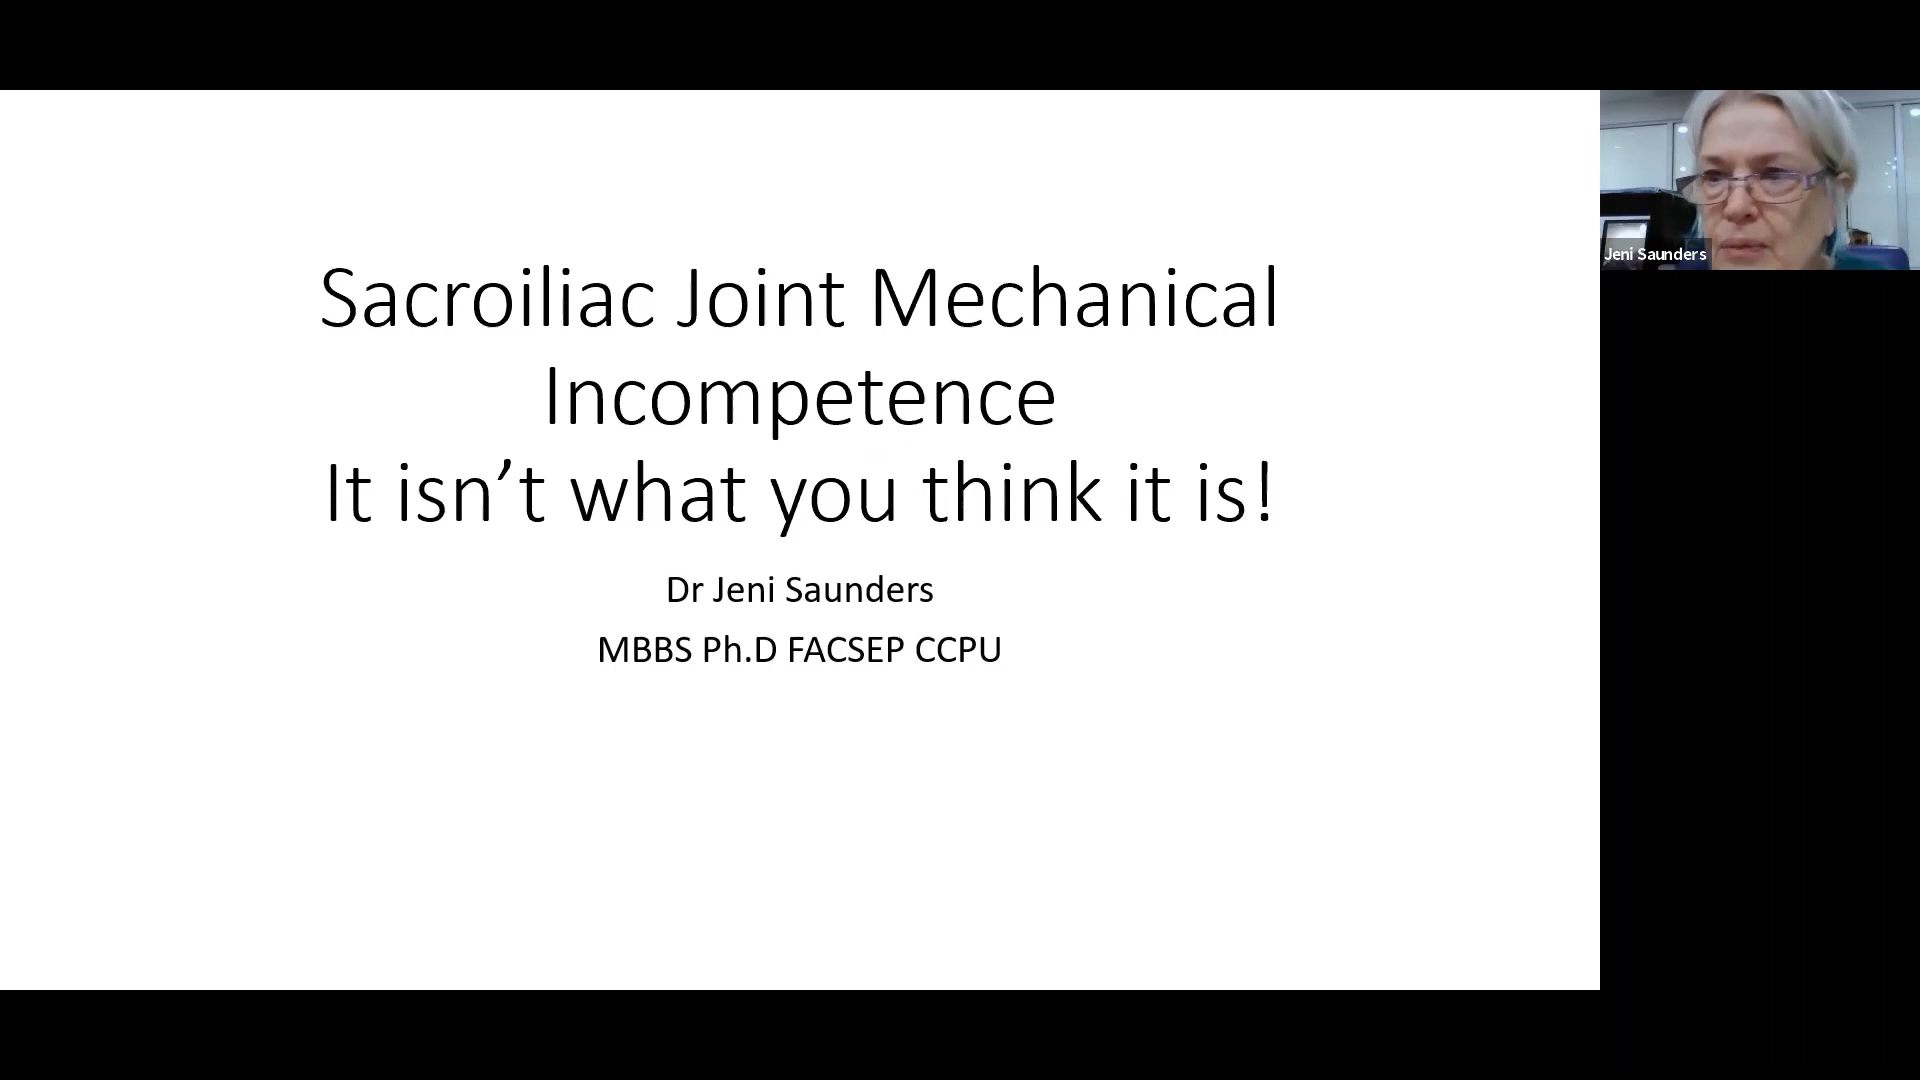 Sacroiliac Joint Mechanical
Incompetence
It isn’t what you think it is!
Dr Jeni Saunders
MBBS Ph.D FACSEP CCPU
Jeni Saunders